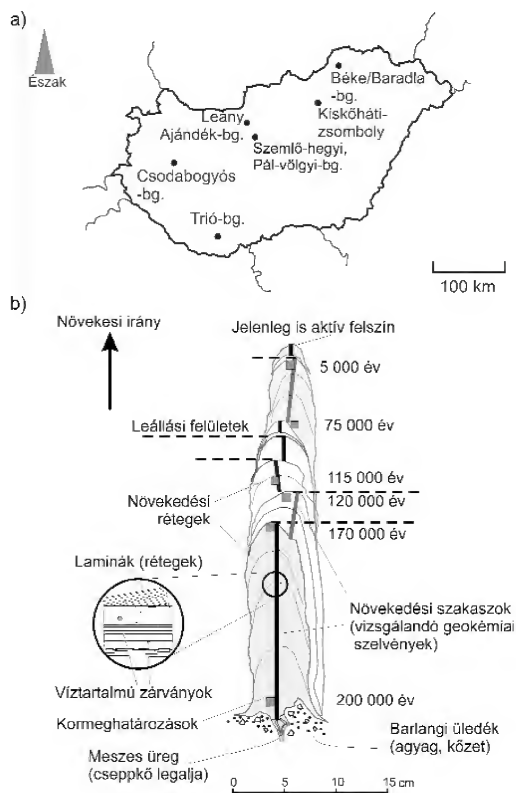 a)
Észak
Béke/Baradla
-bg.
Leány
Ajándék-bg.
Kiskőháti-
zsomboly
Szemlő-hegyi,
Pál-völgyi-bg.
Csodabogyós
-bg.
Trió-bg.
100 km
b)
Növekesi irány
Jelenleg is aktív felszín
5 000 év
75 000 év
Leállási felületek
115 000 év
120 000 év
Növekedési
rétegek
170 000 év
Laminák (rétegek)
Növekedési szakaszok
(vizsgálandó geokémiai
szelvények)
Víztartalmú zárványok
200 000 év
Kormeghatározások
Barlangi üledék
(agyag, kőzet)
Meszes üreg
(cseppkő legalja)
0 5 10 15 cm